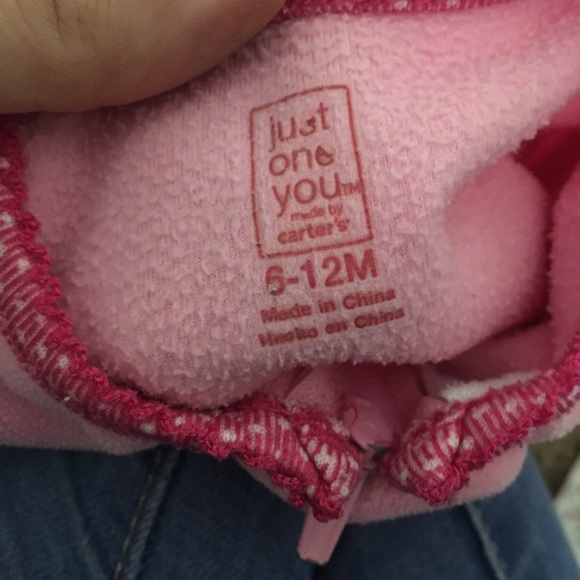 just
one
you™
made by
carter's®
6-12M
Made in China
Hecho en China